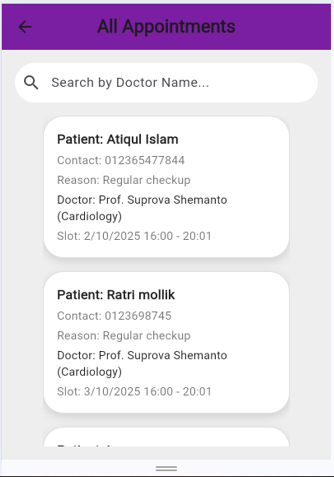 All Appointments
Search by Doctor Name...
Patient: Atiqul Islam
Contact: 012365477844
Reason: Regular checkup
Doctor: Prof. Suprova Shemanto
(Cardiology)
Slot: 2/10/2025 16:00 - 20:01
Patient: Ratri mollik
Contact: 0123698745
Reason: Regular checkup
Doctor: Prof. Suprova Shemanto
(Cardiology)
Slot: 3/10/2025 16:00 - 20:01